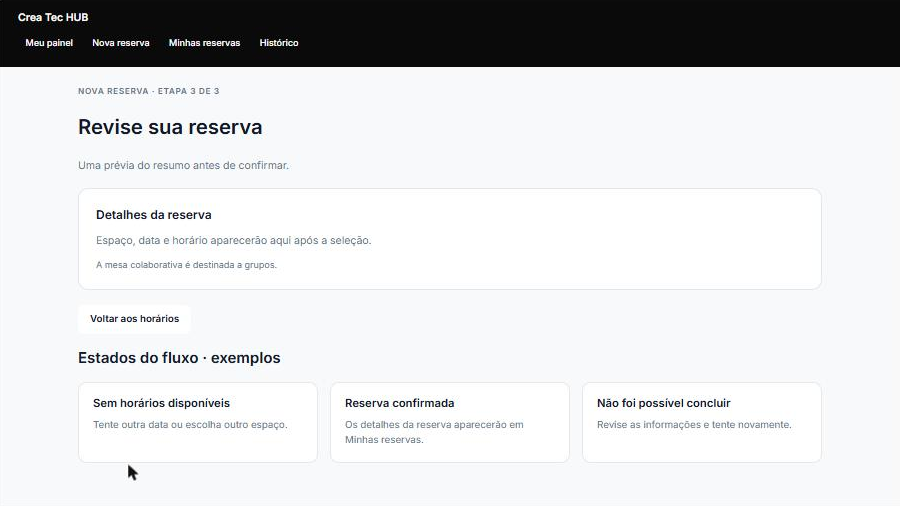 Crea Tec HUB
Meu painel Nova reserva Minhas reservas Histórico
NOVA RESERVA · ETAPA 3 DE 3
Revise sua reserva
Uma prévia do resumo antes de confirmar.
Detalhes da reserva
Espaço, data e horário aparecerão aqui após a seleção.
A mesa colaborativa é destinada a grupos.
Voltar aos horários
Estados do fluxo · exemplos
Sem horários disponíveis
Tente outra data ou escolha outro espaço.
Reserva confirmada
Os detalhes da reserva aparecerão em
Minhas reservas.
Não foi possível concluir
Revise as informações e tente novamente.